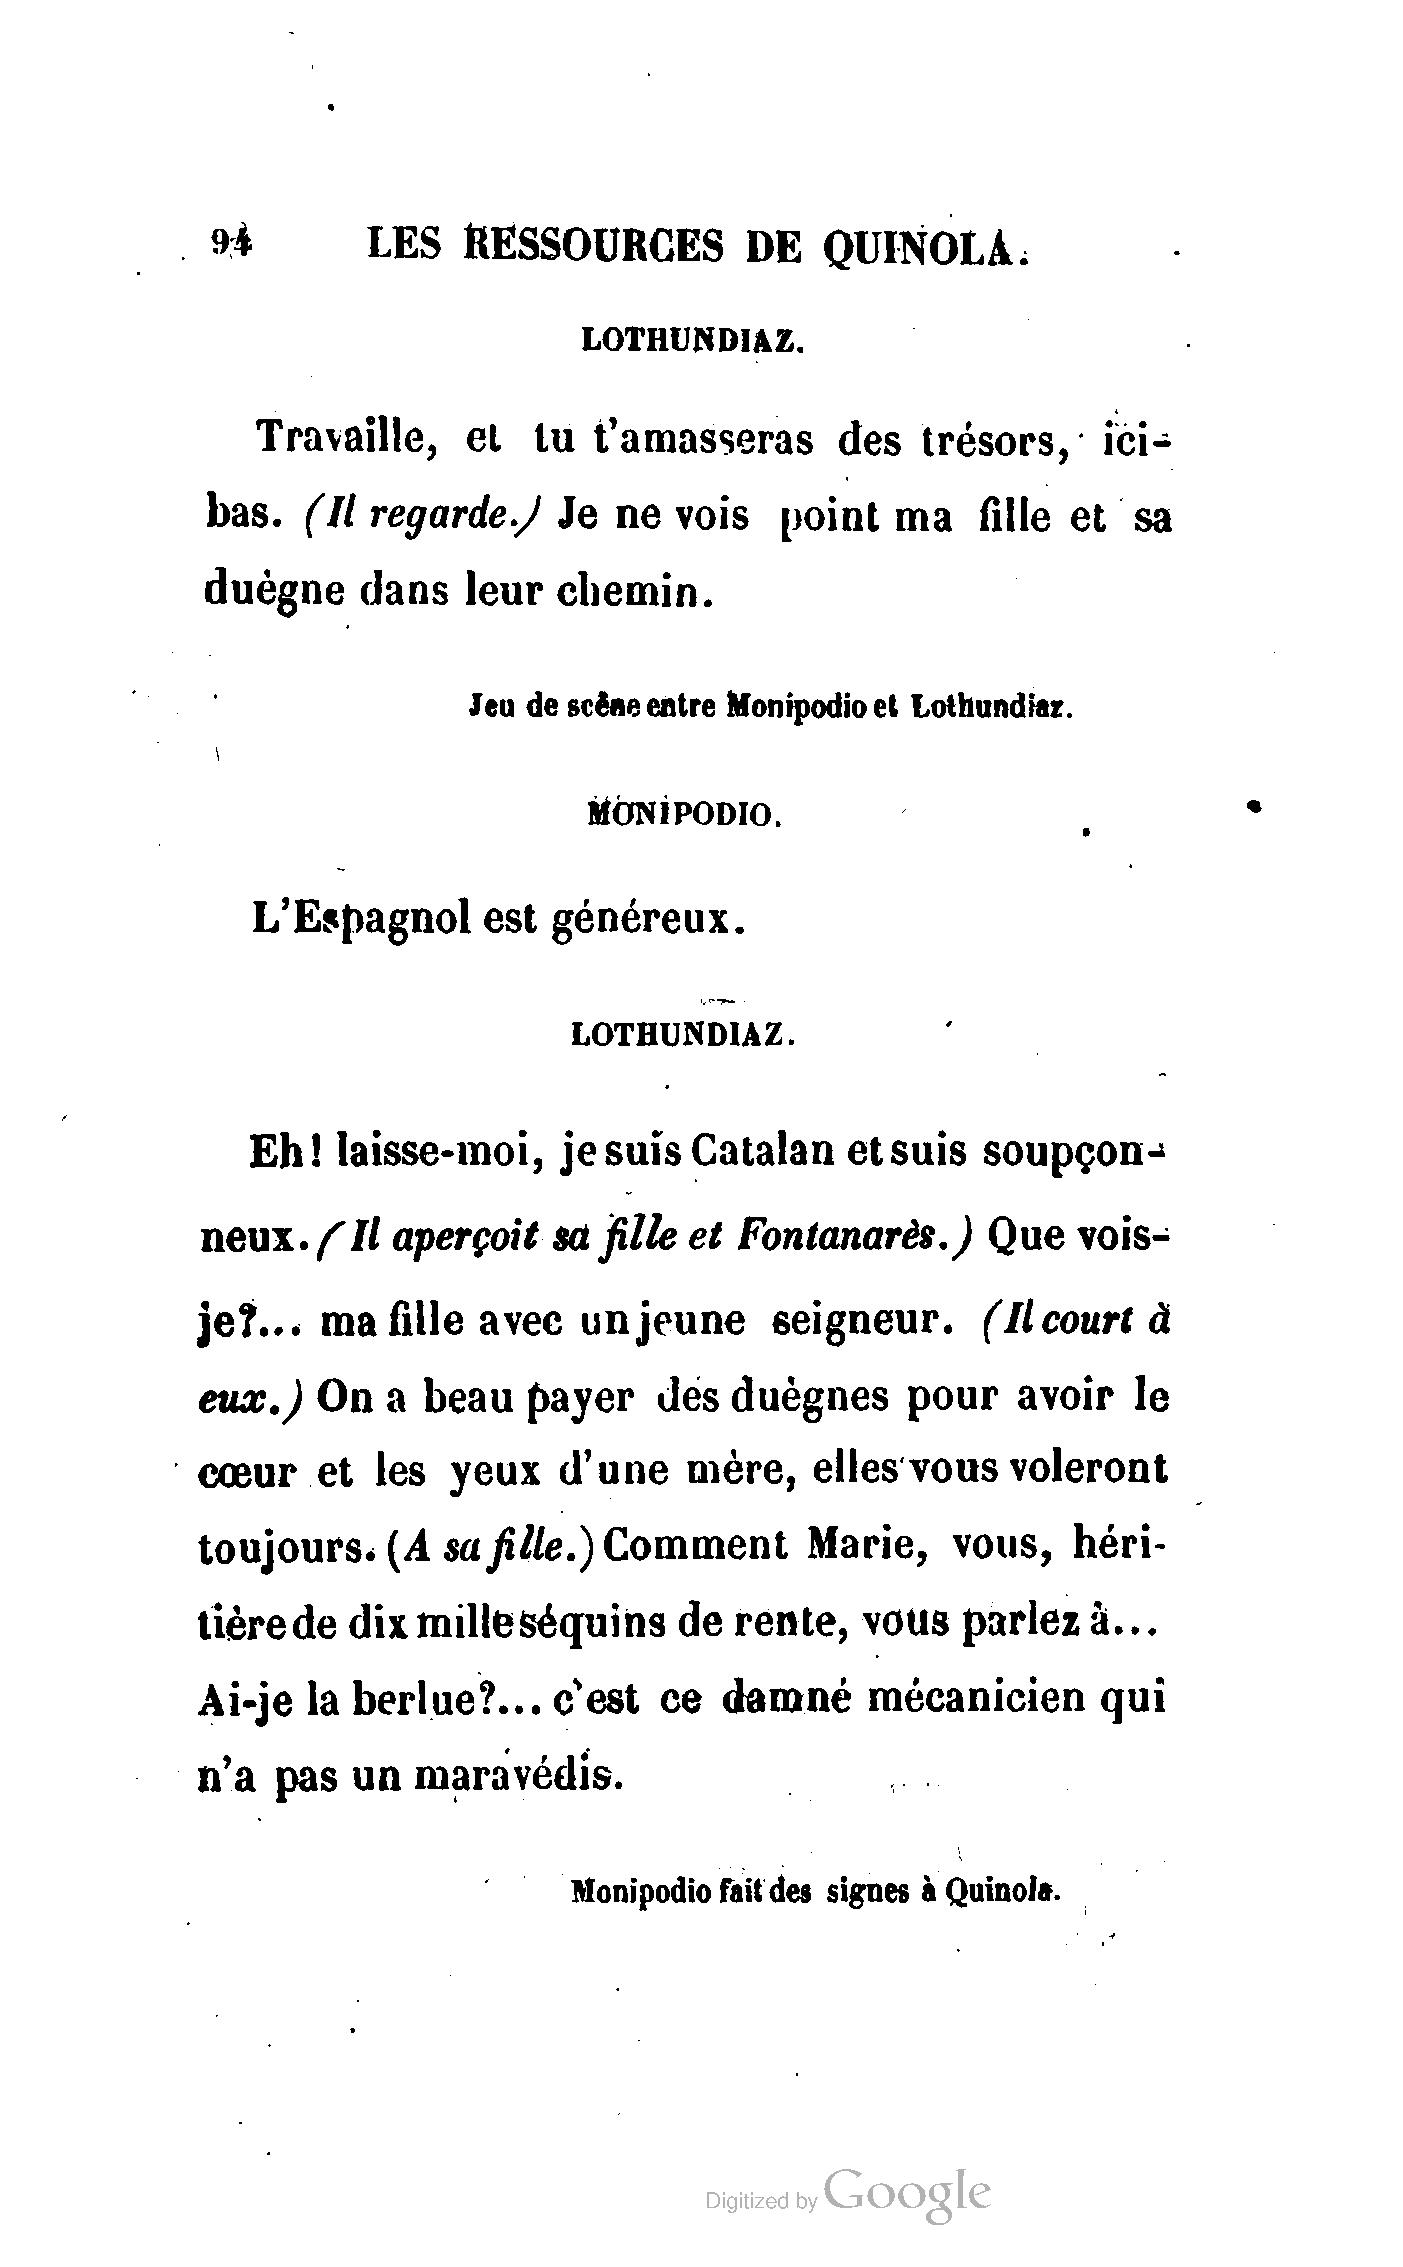 94 LES RESSOURCES DE QUINOLA.
LOTHUNDIAZ.
Travaille, et tu t'amasseras des trésors, ici-
bas. (Il regarde.) Je ne vois point ma fille et sa
duègne dans leur chemin.
Jeu de scène entre Monipodio et Lothundiaz.
MONIPODIO.
L'Espagnol est généreux.
LOTHUNDIAZ.
Eh! laisse-moi, je suis Catalan et suis soupçon-
neux. (Il aperçoit sa fille et Fontanarès.) Que vois-
je?... ma fille avec un jeune seigneur. (Il court à
eux.) On a beau payer des duègnes pour avoir le
cœur et les yeux d'une mère, elles vous voleront
toujours. (A sa fille.) Comment Marie, vous, héri-
tière de dix mille séquins de rente, vous parlez à...
Ai-je la berlue?... c'est ce damné mécanicien qui
n'a pas un maravédis.
Monipodio fait des signes à Quinola.
Digitized by Google